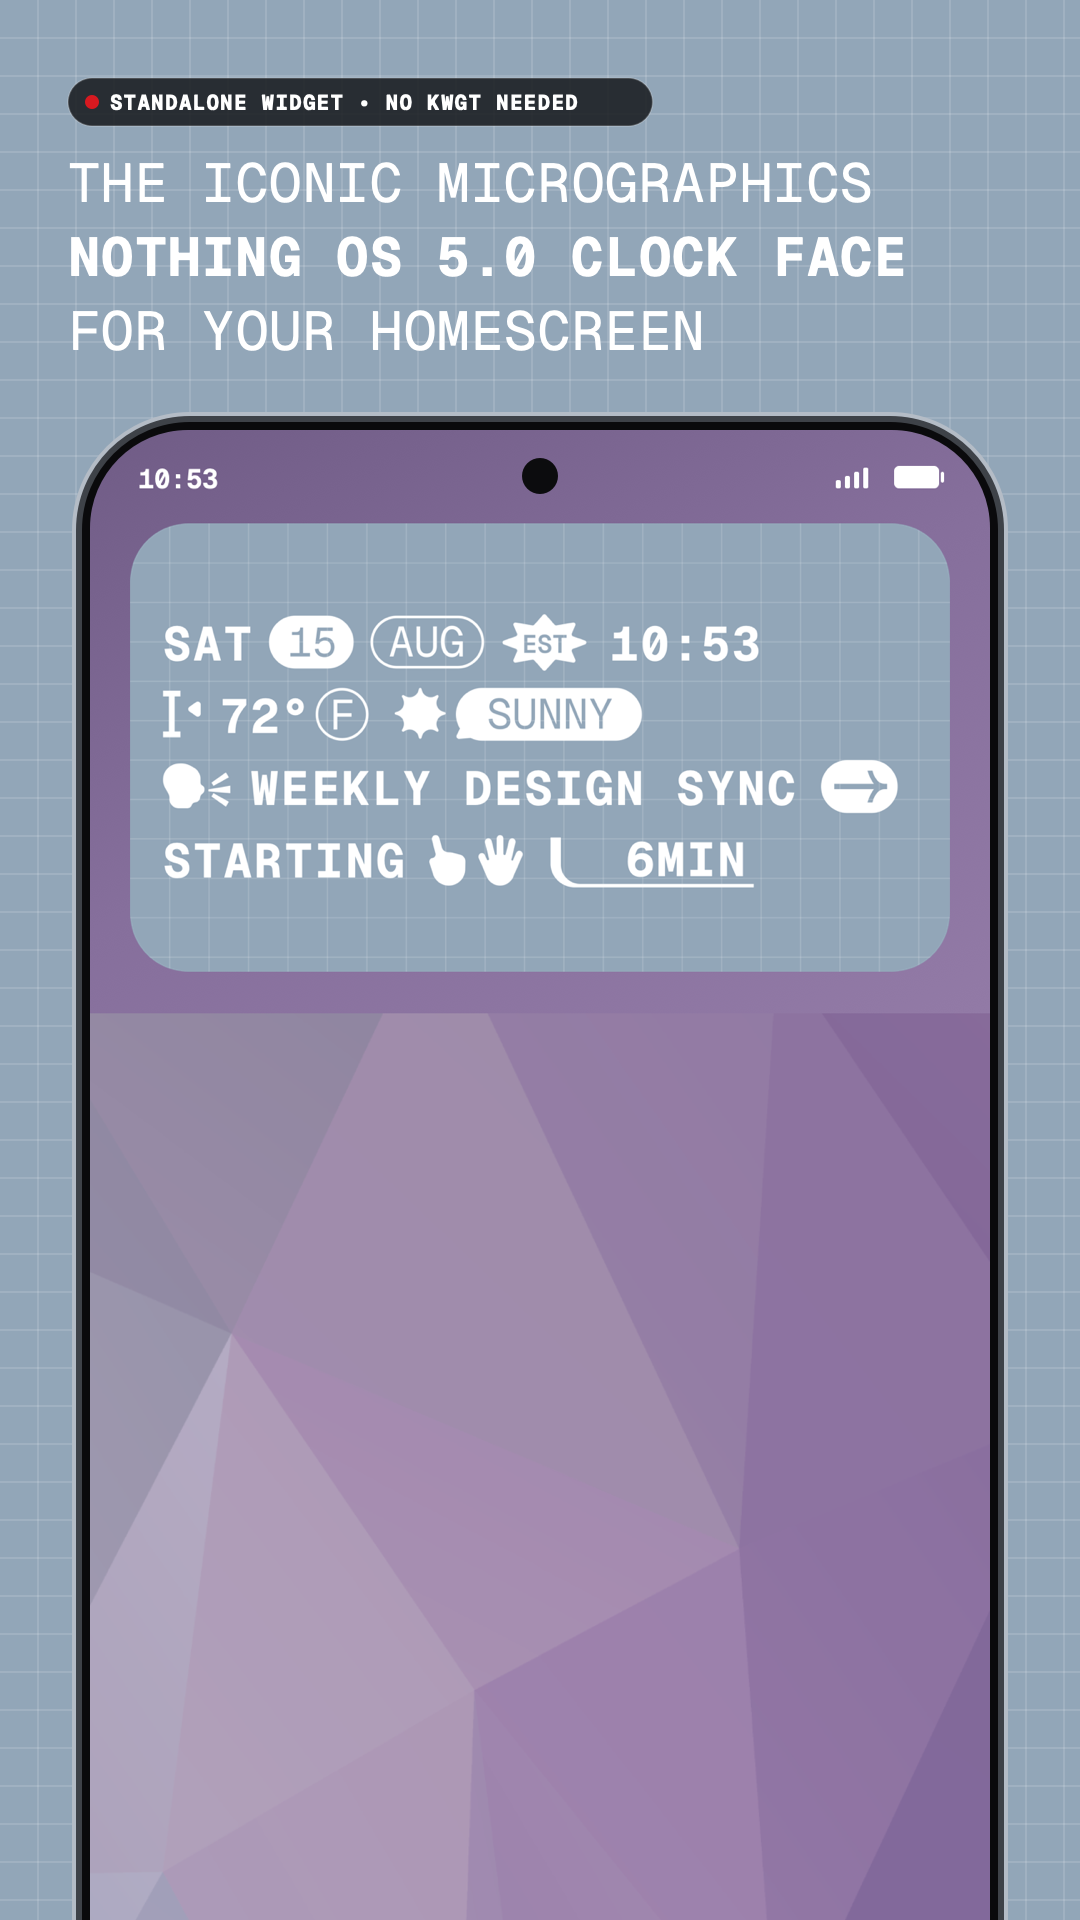 STANDALONE WIDGET • NO KWGT NEEDED
THE ICONIC MICROGRAPHICS
NOTHING OS 5.0 CLOCK FACE
FOR YOUR HOMESCREEN
10:53
SAT 15 AUG EST 10:53
72° F SUNNY
WEEKLY DESIGN SYNC →
STARTING 6MIN